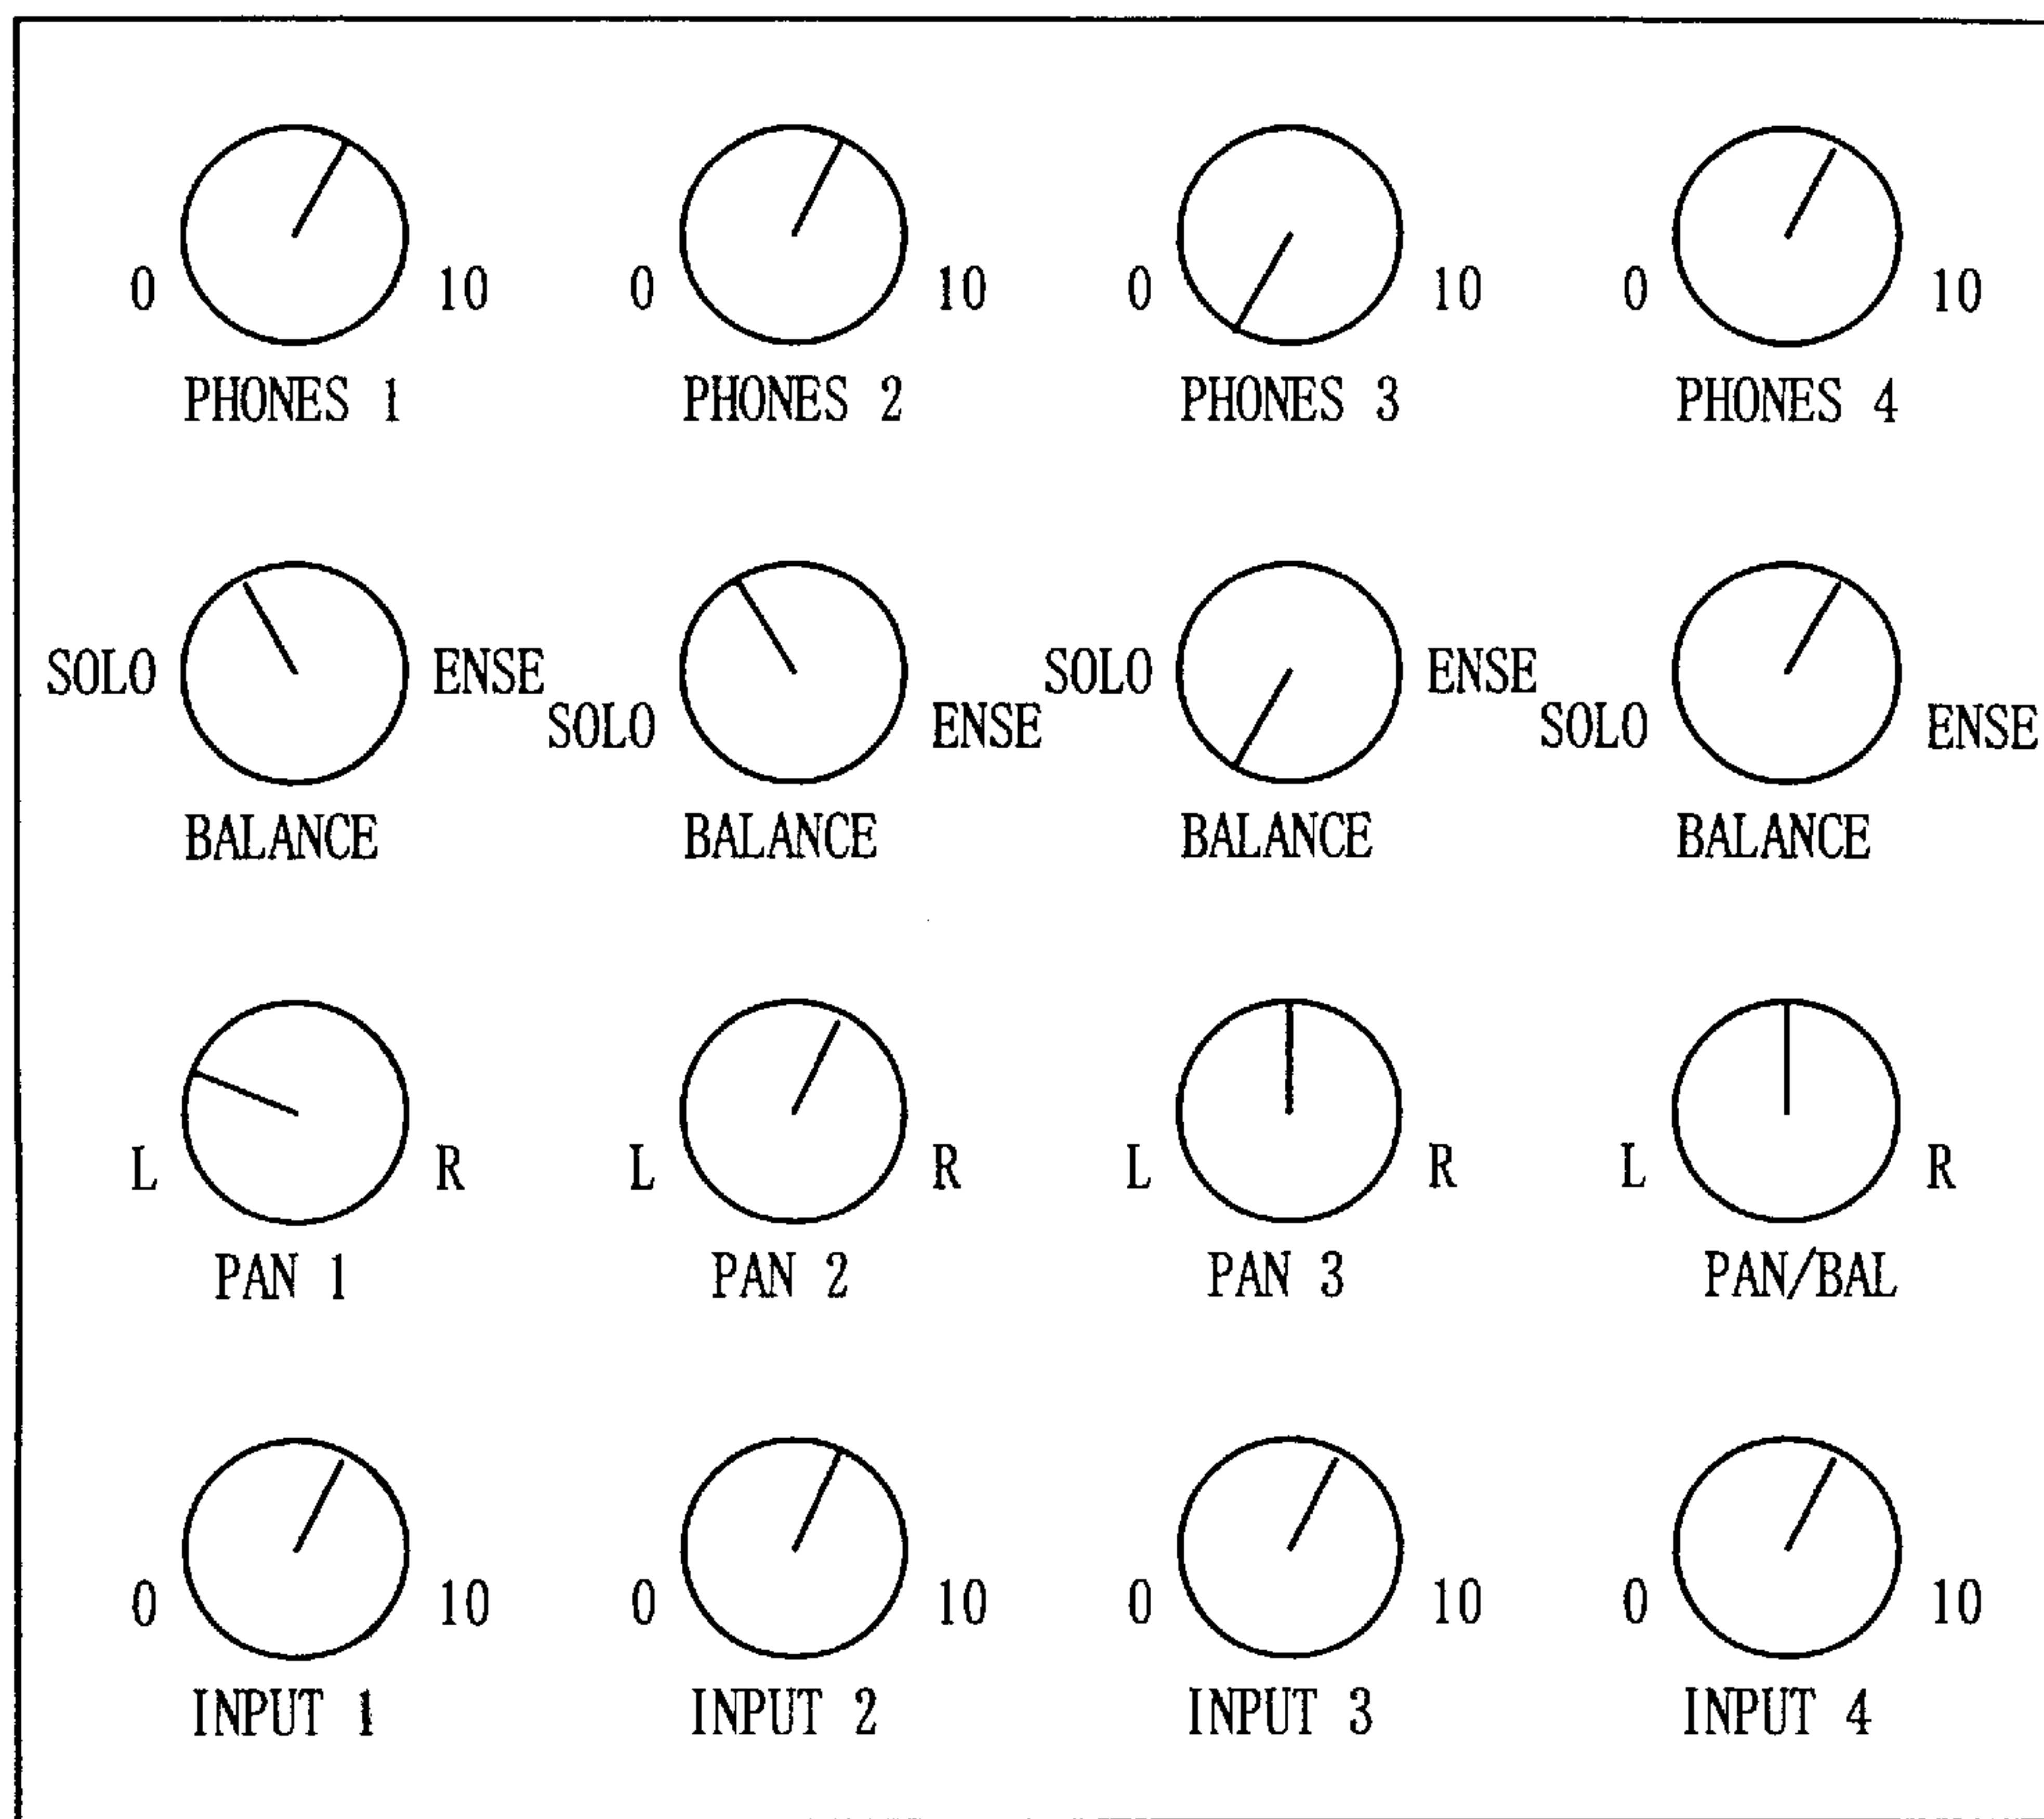 0 10 0 10 0 10 0 10
PHONES 1 PHONES 2 PHONES 3 PHONES 4
SOLO ENSE SOLO ENSE
SOLO ENSE SOLO ENSE
BALANCE BALANCE BALANCE BALANCE
L R L R L R L R
PAN 1 PAN 2 PAN 3 PAN/BAL
0 10 0 10 0 10 0 10
INPUT 1 INPUT 2 INPUT 3 INPUT 4